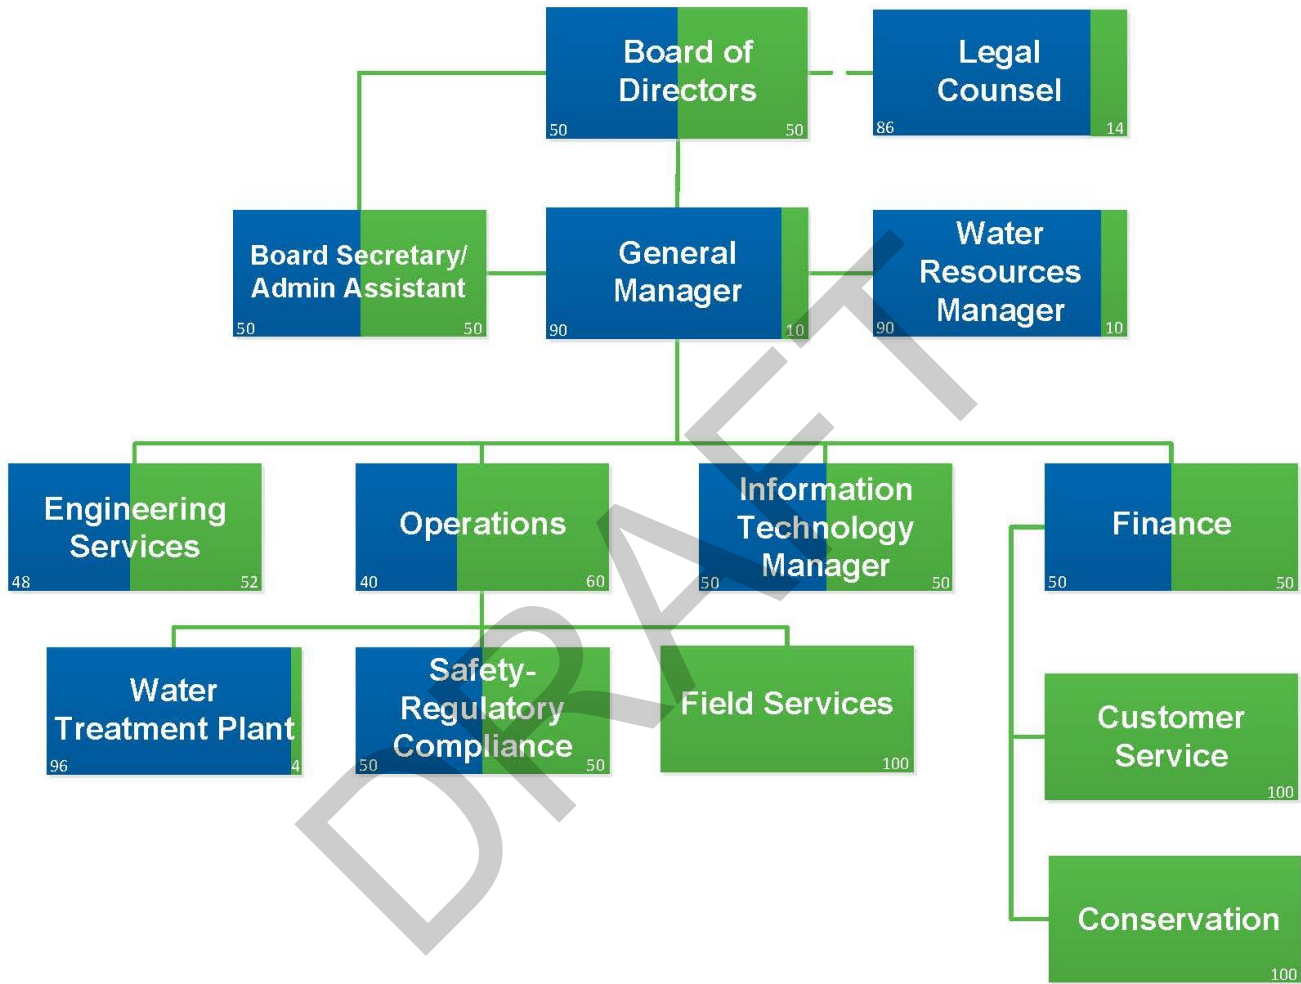 Board of
Directors
50
50
Legal
Counsel
86
14
Board Secretary/
Admin Assistant
50
50
General
Manager
90
10
Water
Resources
Manager
90
10
Engineering
Services
48
52
Operations
40
60
Information
Technology
Manager
50
50
Finance
50
50
Water
Treatment Plant
96
4
Safety-
Regulatory
Compliance
50
50
Field Services
100
Customer
Service
100
Conservation
100
DRAFT